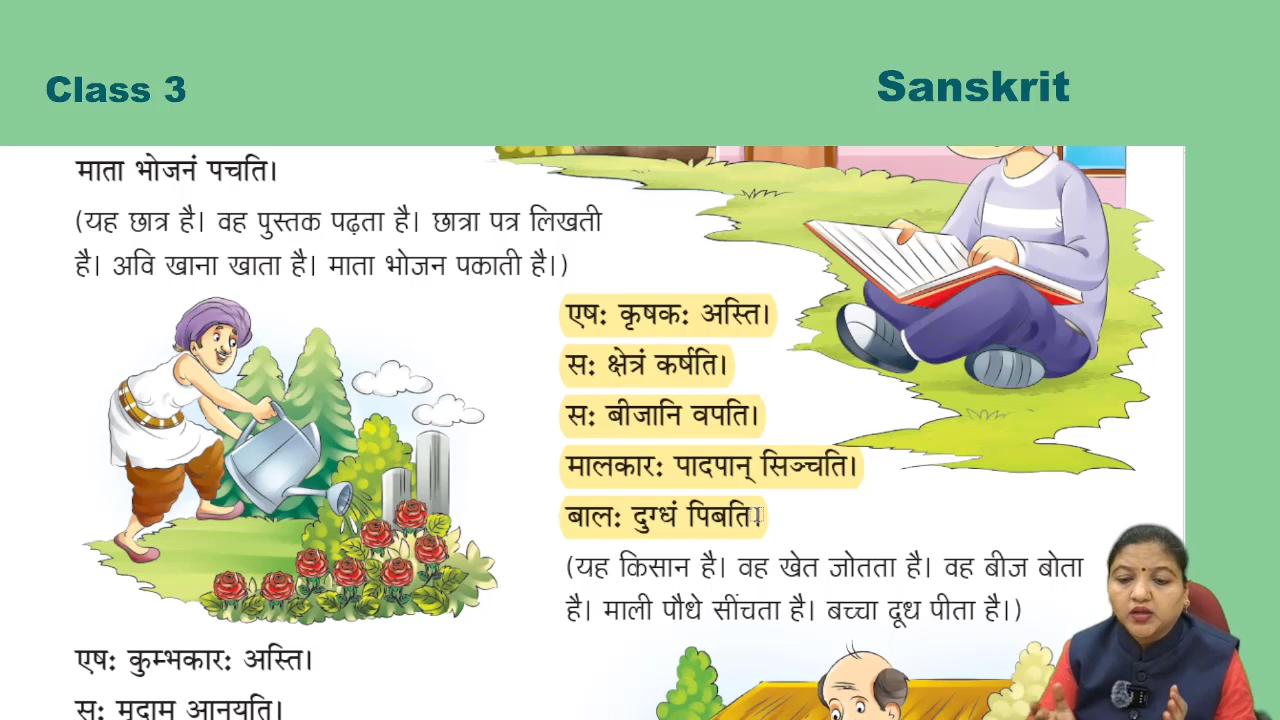 Class 3
Sanskrit
माता भोजनं पचति।
(यह छात्र है। वह पुस्तक पढ़ता है। छात्रा पत्र लिखती
है। अवि खाना खाता है। माता भोजन पकाती है।)
एषः कृषकः अस्ति।
सः क्षेत्रं कर्षति।
सः बीजानि वपति।
मालकारः पादपान् सिञ्चति।
बालः दुग्धं पिबति।
(यह किसान है। वह खेत जोतता है। वह बीज बोता
है। माली पौधे सींचता है। बच्चा दूध पीता है।)
एषः कुम्भकारः अस्ति।
सः मृदाम् आनयति।